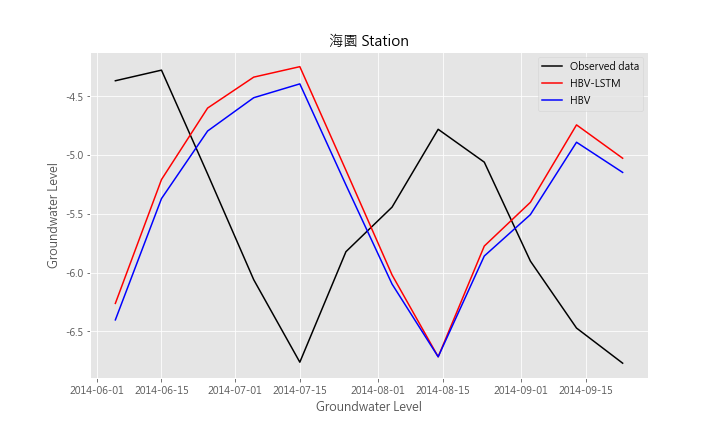 海園 Station
Observed data
HBV-LSTM
HBV
Groundwater Level
-4.5
-5.0
-5.5
-6.0
-6.5
2014-06-01
2014-06-15
2014-07-01
2014-07-15
2014-08-01
2014-08-15
2014-09-01
2014-09-15
Groundwater Level